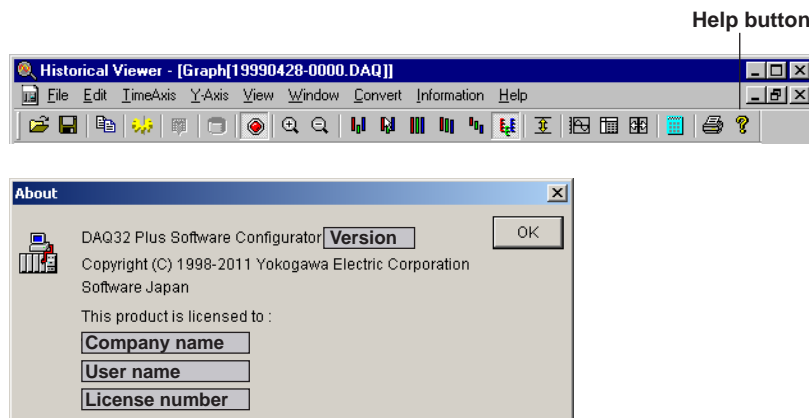 Help button
Historical Viewer - [Graph[19990428-0000.DAQ]]
File Edit TimeAxis Y-Axis View Window Convert Information Help
About
DAQ32 Plus Software Configurator Version
OK
Copyright (C) 1998-2011 Yokogawa Electric Corporation
Software Japan
This product is licensed to :
Company name
User name
License number